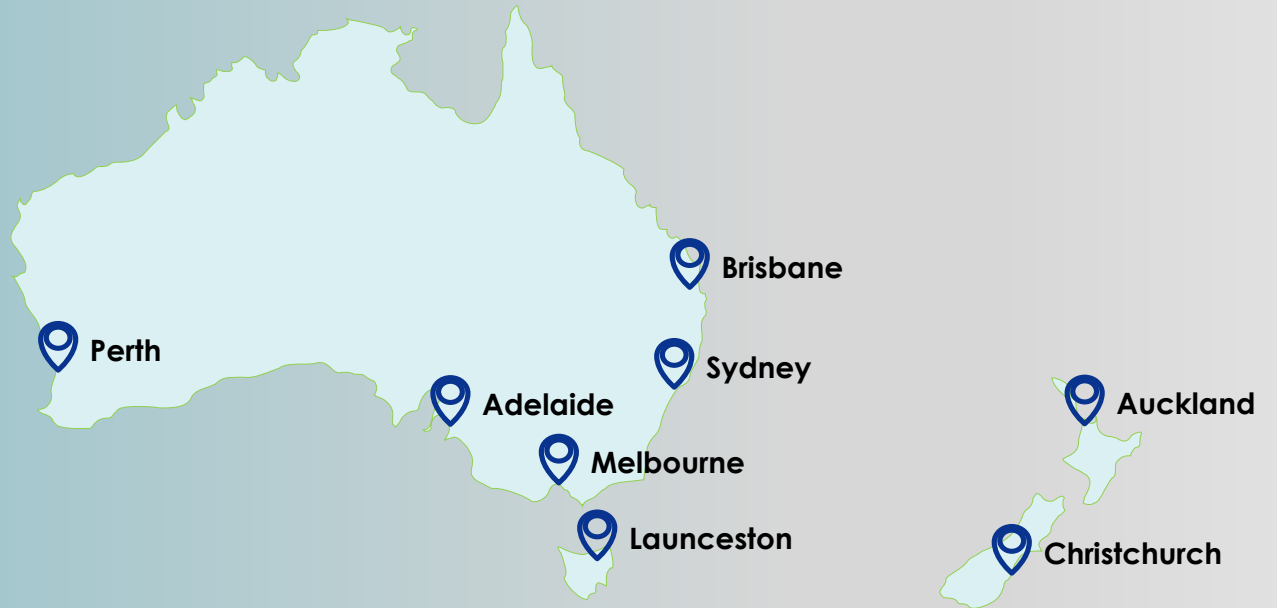 Brisbane
Perth
Sydney
Adelaide
Auckland
Melbourne
Launceston
Christchurch